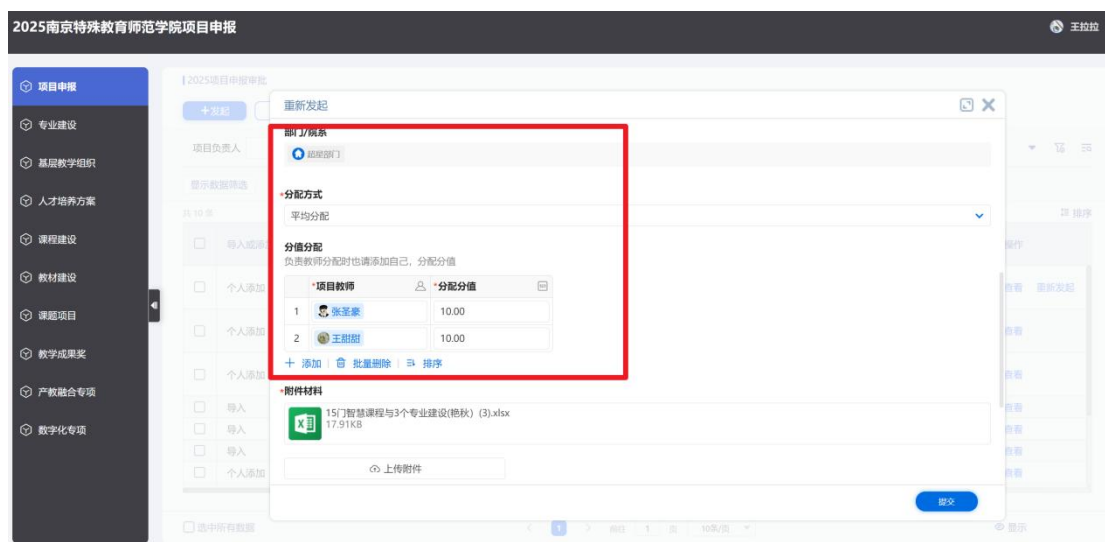 2025南京特殊教育师范学院项目申报
王拉拉
项目申报
专业建设
基层教学组织
人才培养方案
课程建设
教材建设
课题项目
教学成果奖
产教融合专项
数字化专项
2025项目申报审批
+发起
项目负责人
显示数据筛选
共 10 条
排序
导入或添加
操作
个人添加
查看 重新发起
个人添加
查看
个人添加
查看
导入
查看
导入
查看
导入
查看
个人添加
查看
选中所有数据
1
前往 1 页
10条/页
显示
重新发起
部门/院系
超星部门
*分配方式
平均分配
分值分配
负责教师分配时也请添加自己，分配分值
*项目教师 *分配分值
1 张圣豪 10.00
2 王甜甜 10.00
+ 添加 批量删除 排序
*附件材料
15门智慧课程与3个专业建设(艳秋) (3).xlsx
17.91KB
上传附件
提交